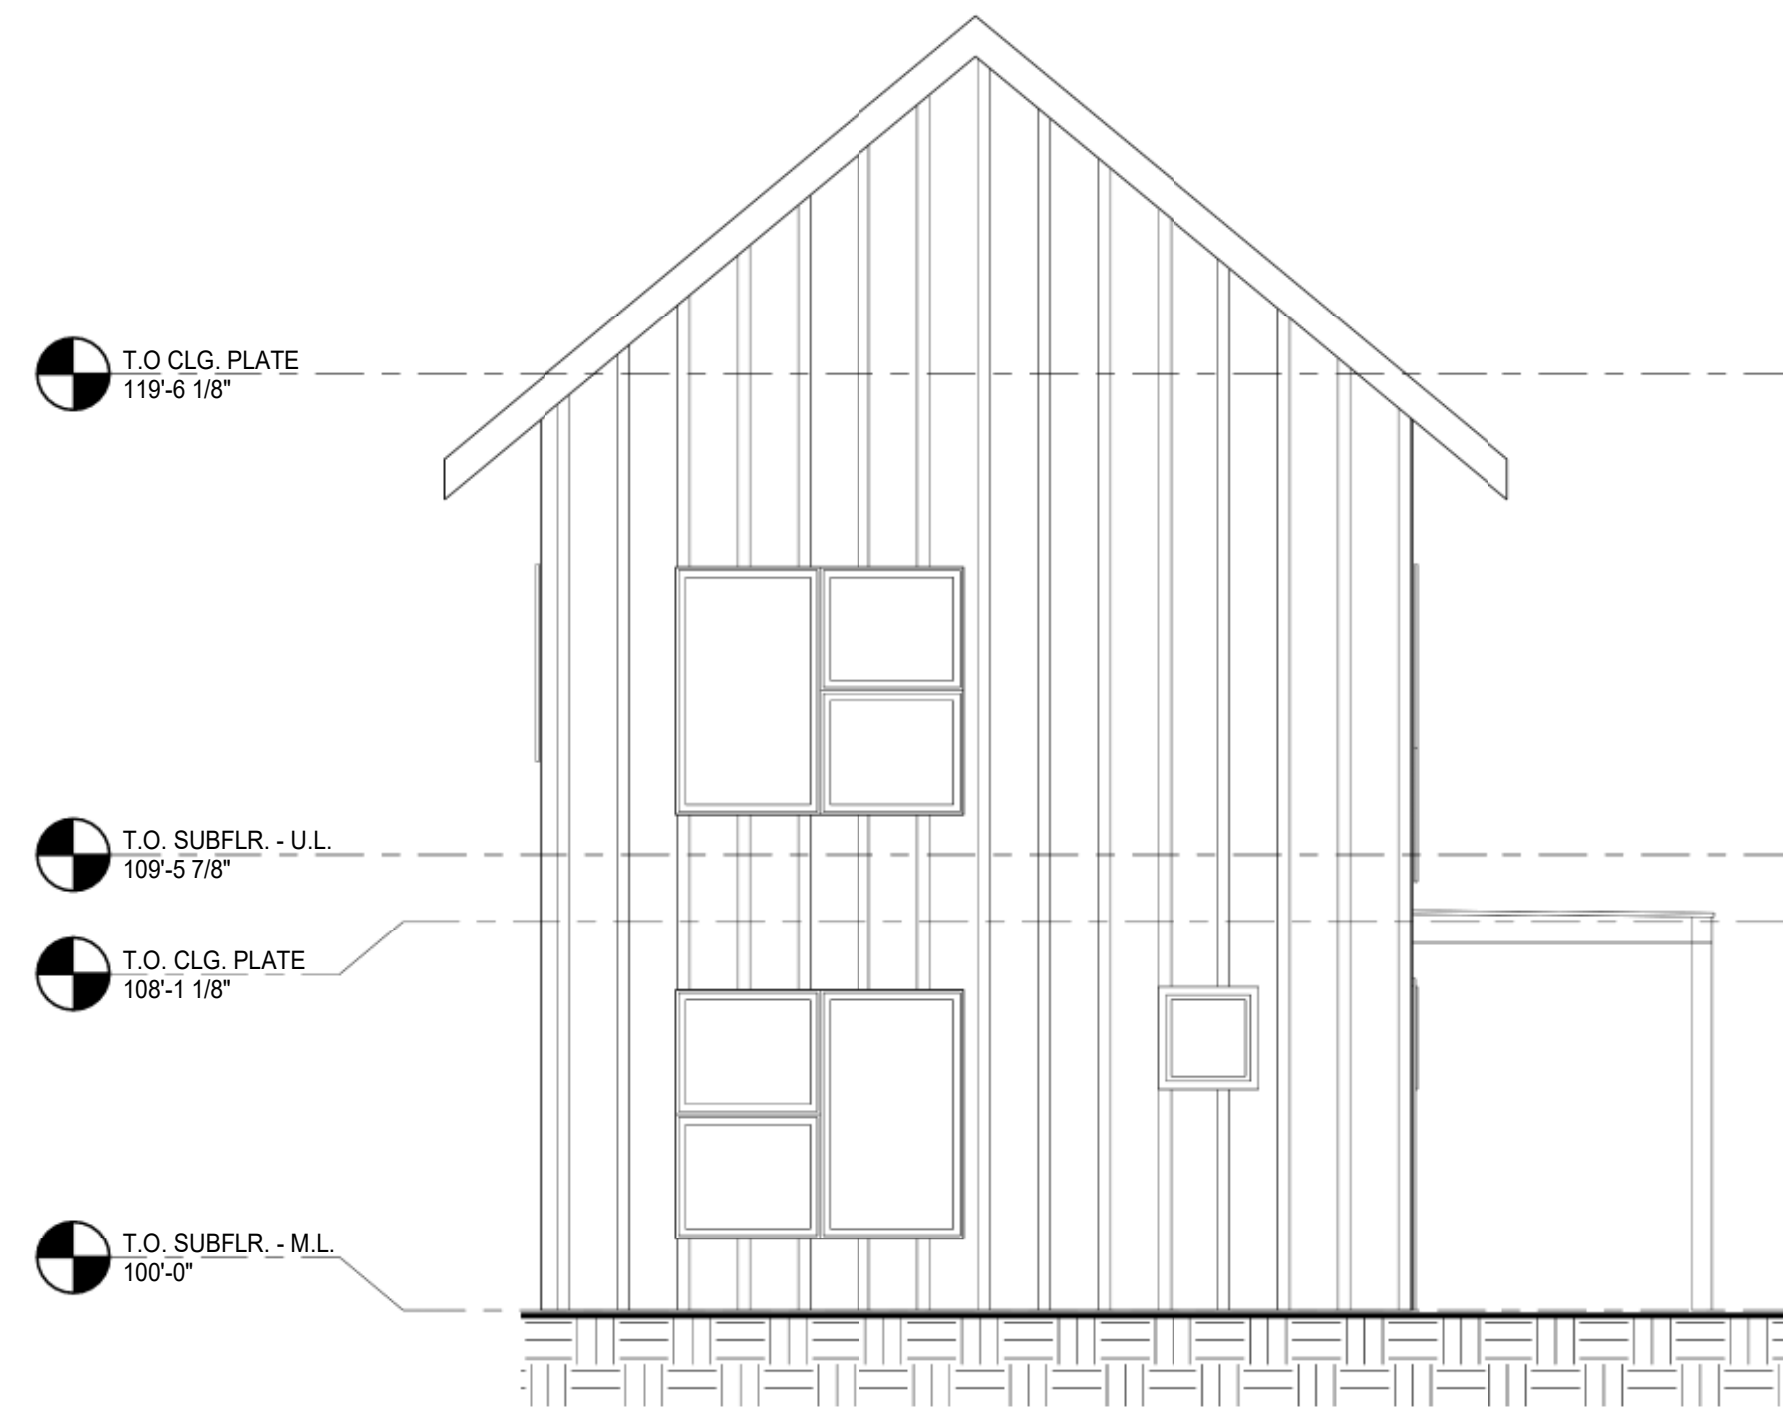 T.O CLG. PLATE
119'-6 1/8"
T.O. SUBFLR. - U.L.
109'-5 7/8"
T.O. CLG. PLATE
108'-1 1/8"
T.O. SUBFLR. - M.L.
100'-0"